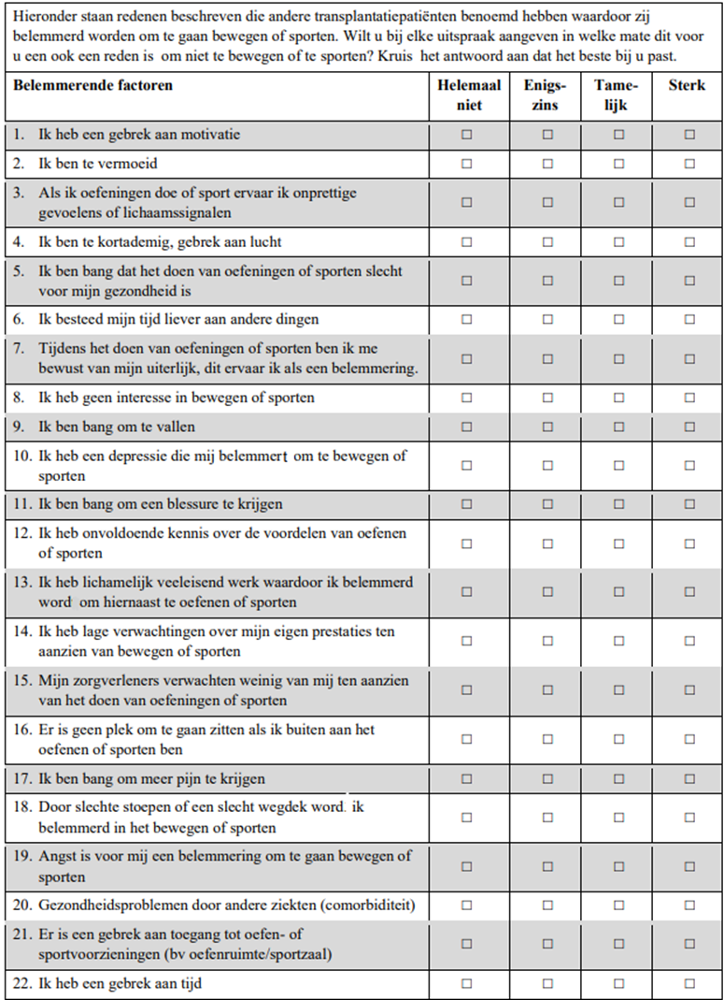 Hieronder staan redenen beschreven die andere transplantatiepatiënten benoemd hebben waardoor zij
belemmerd worden om te gaan bewegen of sporten. Wilt u bij elke uitspraak aangeven in welke mate dit voor
u een ook een reden is om niet te bewegen of te sporten? Kruis het antwoord aan dat het beste bij u past.
Belemmerende factoren Helemaal niet Enigs-zins Tame-lijk Sterk
1. Ik heb een gebrek aan motivatie □ □ □ □
2. Ik ben te vermoeid □ □ □ □
3. Als ik oefeningen doe of sport ervaar ik onprettige
gevoelens of lichaamssignalen □ □ □ □
4. Ik ben te kortademig, gebrek aan lucht □ □ □ □
5. Ik ben bang dat het doen van oefeningen of sporten slecht
voor mijn gezondheid is □ □ □ □
6. Ik besteed mijn tijd liever aan andere dingen □ □ □ □
7. Tijdens het doen van oefeningen of sporten ben ik me
bewust van mijn uiterlijk, dit ervaar ik als een belemmering. □ □ □ □
8. Ik heb geen interesse in bewegen of sporten □ □ □ □
9. Ik ben bang om te vallen □ □ □ □
10. Ik heb een depressie die mij belemmert om te bewegen of
sporten □ □ □ □
11. Ik ben bang om een blessure te krijgen □ □ □ □
12. Ik heb onvoldoende kennis over de voordelen van oefenen
of sporten □ □ □ □
13. Ik heb lichamelijk veeleisend werk waardoor ik belemmerd
word om hiernaast te oefenen of sporten □ □ □ □
14. Ik heb lage verwachtingen over mijn eigen prestaties ten
aanzien van bewegen of sporten □ □ □ □
15. Mijn zorgverleners verwachten weinig van mij ten aanzien
van het doen van oefeningen of sporten □ □ □ □
16. Er is geen plek om te gaan zitten als ik buiten aan het
oefenen of sporten ben □ □ □ □
17. Ik ben bang om meer pijn te krijgen □ □ □ □
18. Door slechte stoepen of een slecht wegdek word ik
belemmerd in het bewegen of sporten □ □ □ □
19. Angst is voor mij een belemmering om te gaan bewegen of
sporten □ □ □ □
20. Gezondheidsproblemen door andere ziekten (comorbiditeit) □ □ □ □
21. Er is een gebrek aan toegang tot oefen- of
sportvoorzieningen (bv oefenruimte/sportzaal) □ □ □ □
22. Ik heb een gebrek aan tijd □ □ □ □